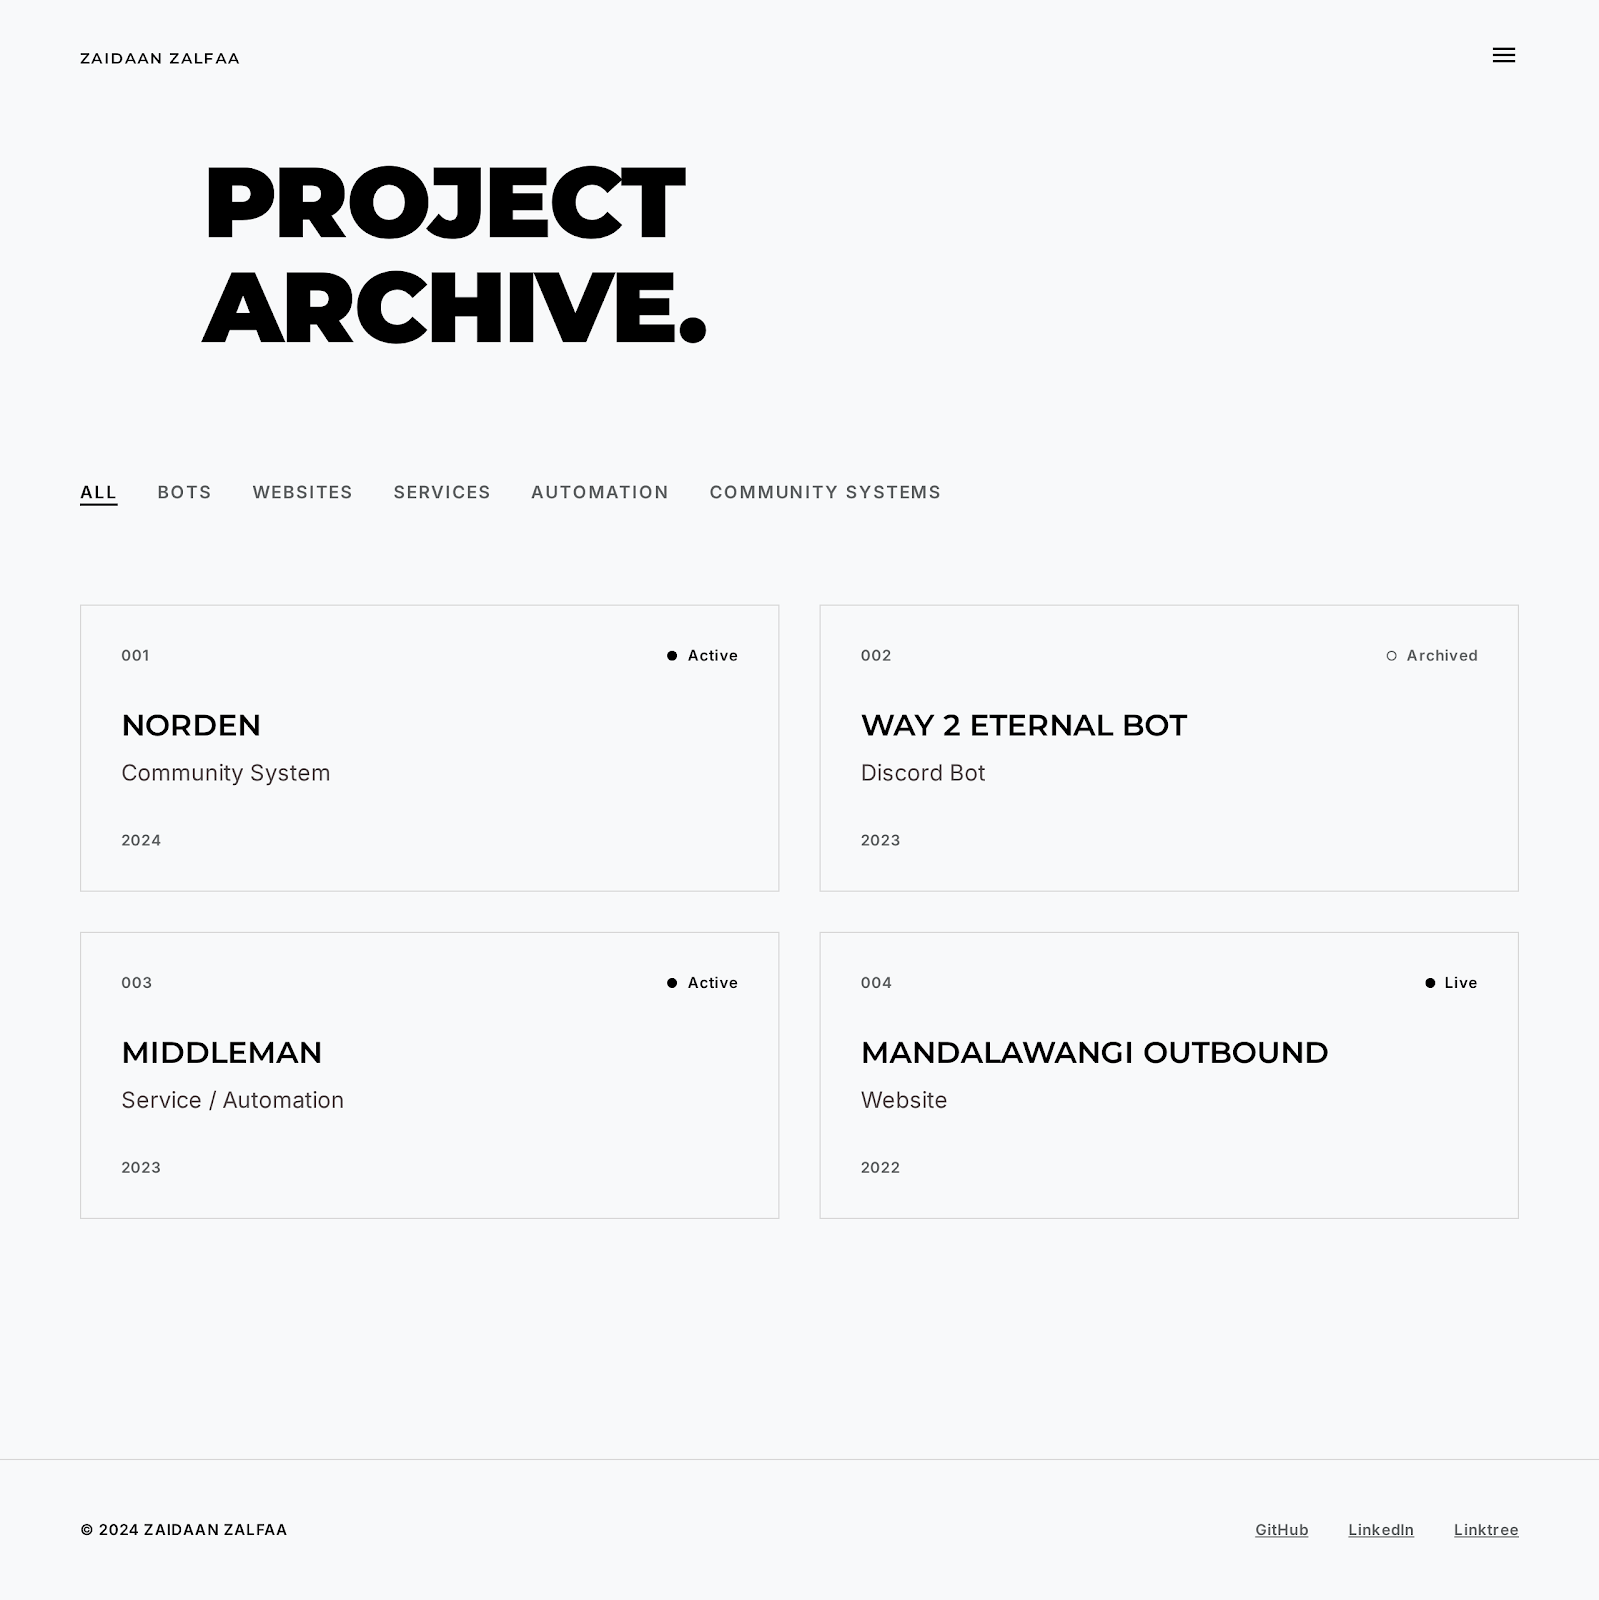 ZAIDAAN ZALFAA
PROJECT
ARCHIVE.
ALL BOTS WEBSITES SERVICES AUTOMATION COMMUNITY SYSTEMS
001 Active
NORDEN
Community System
2024
002 Archived
WAY 2 ETERNAL BOT
Discord Bot
2023
003 Active
MIDDLEMAN
Service / Automation
2023
004 Live
MANDALAWANGI OUTBOUND
Website
2022
© 2024 ZAIDAAN ZALFAA
GitHub LinkedIn Linktree